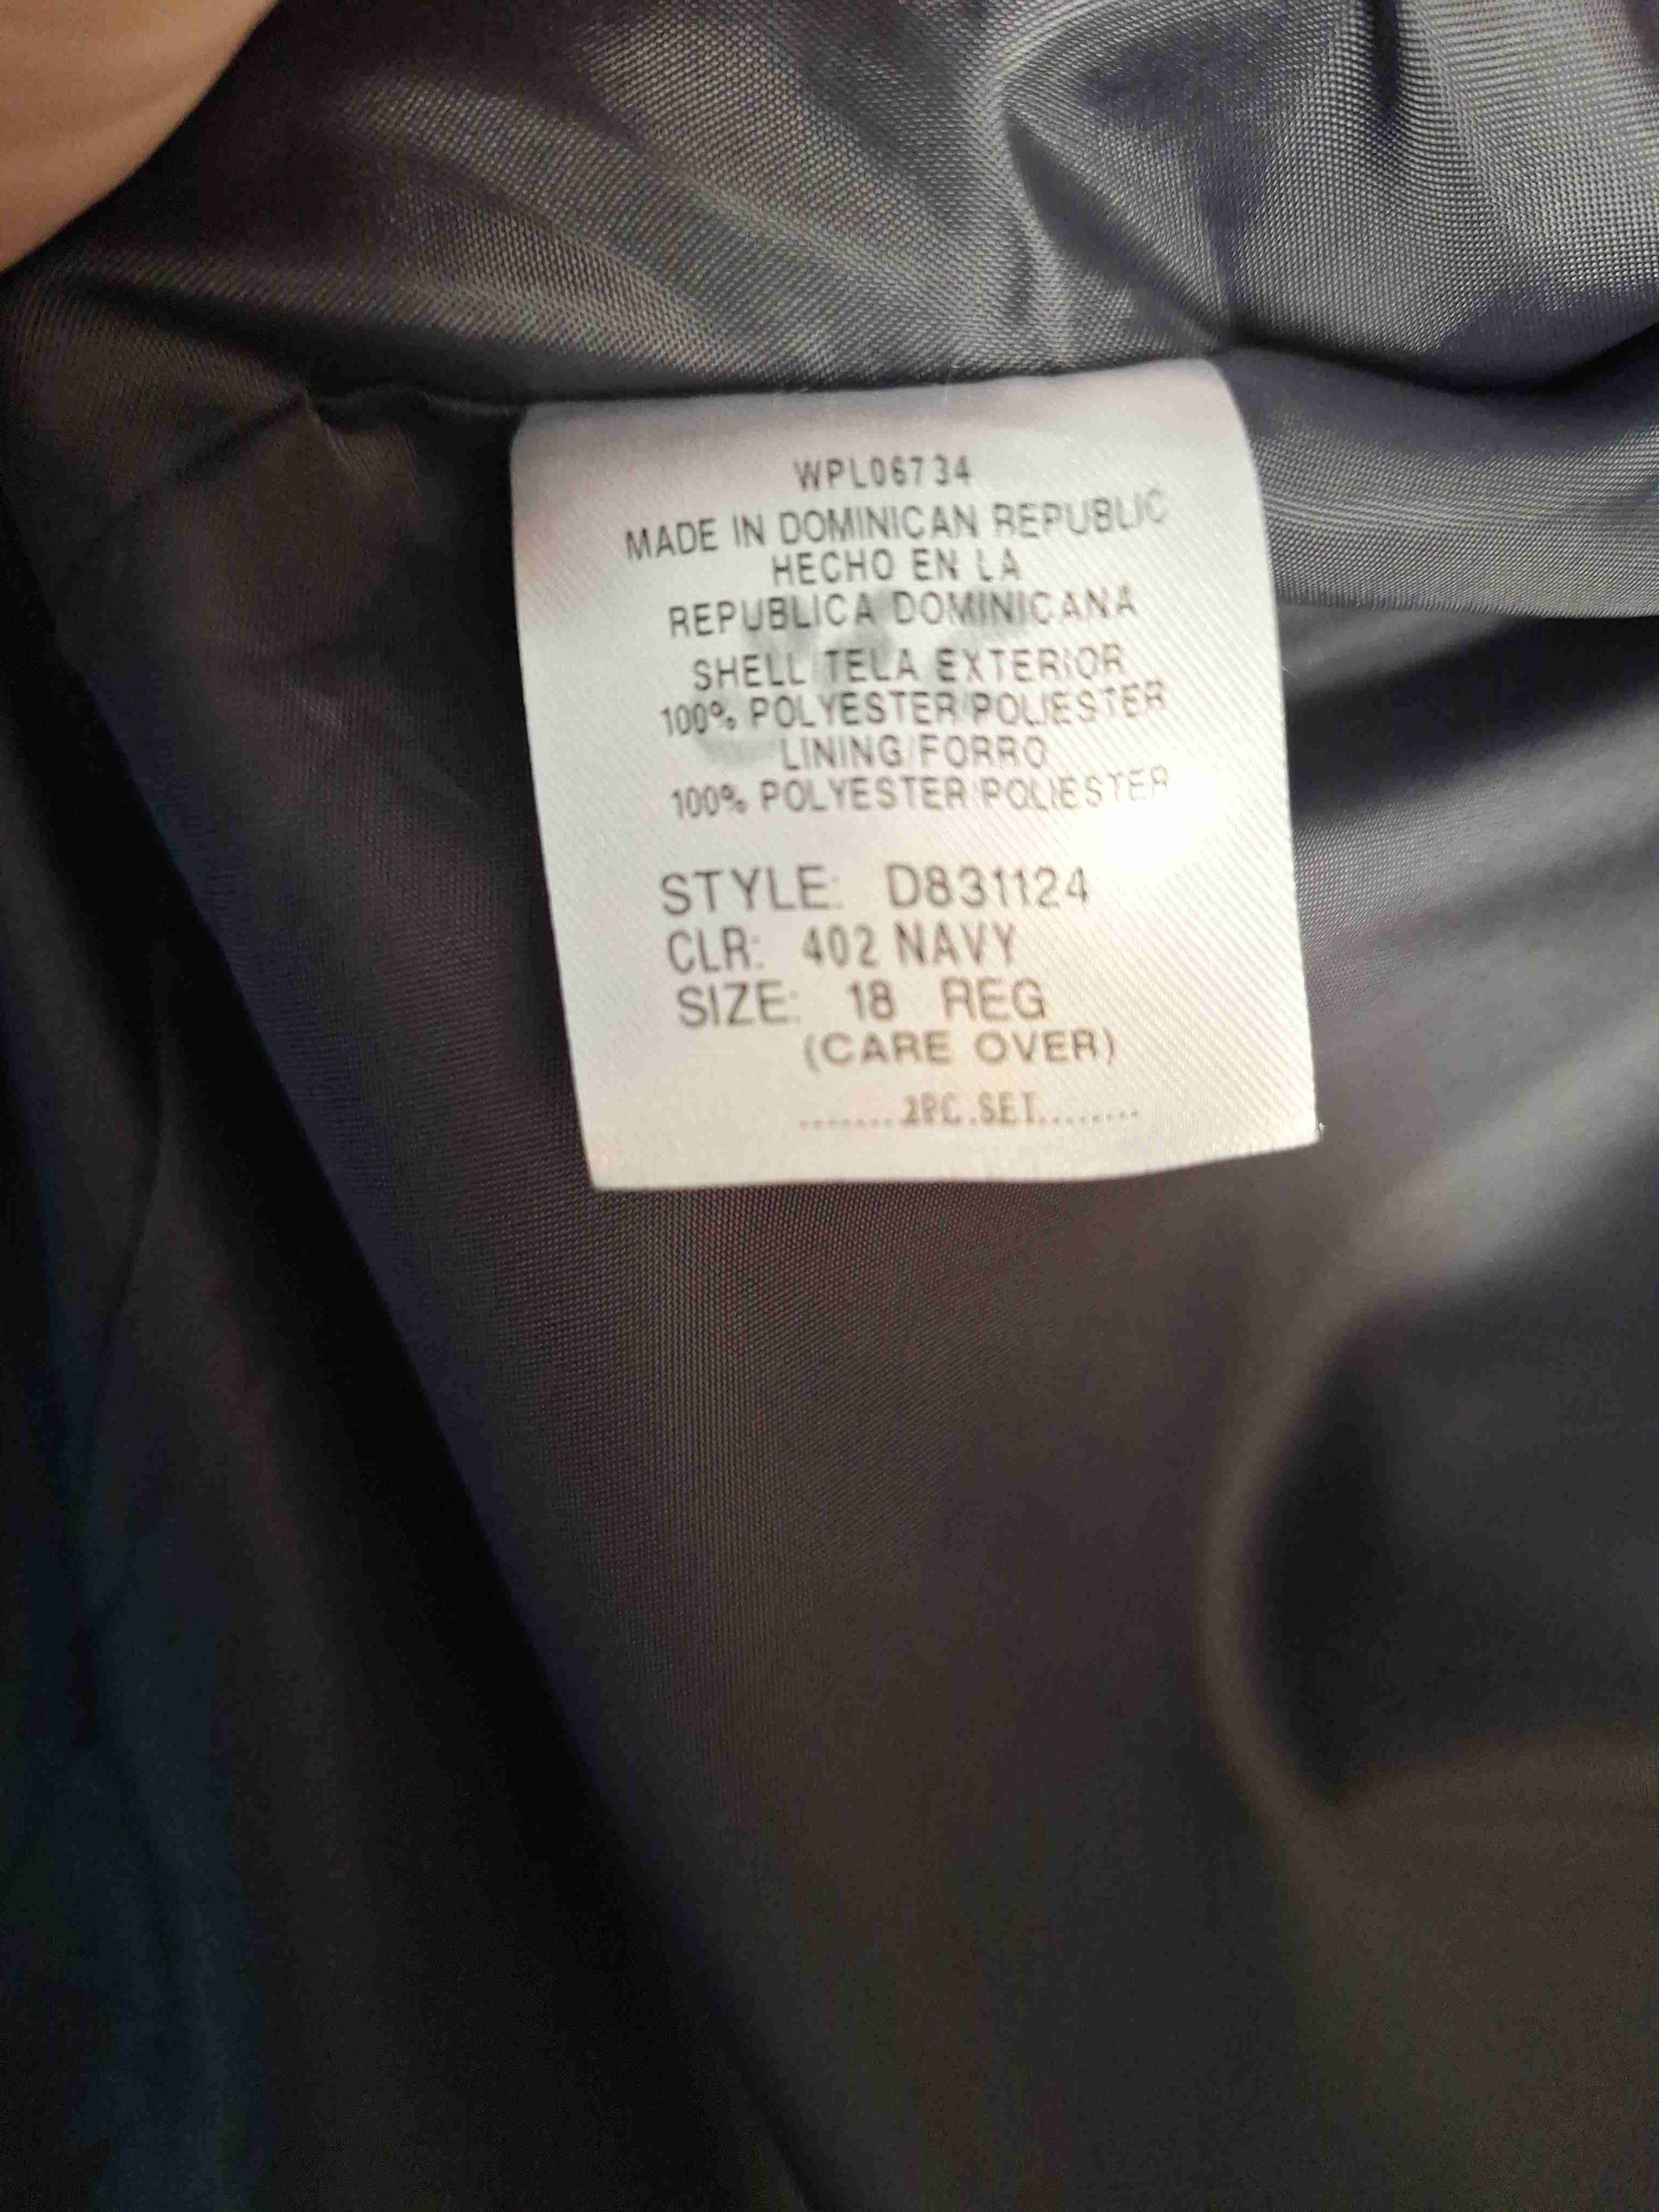 WPL06734
MADE IN DOMINICAN REPUBLIC
HECHO EN LA
REPUBLICA DOMINICANA
SHELL/TELA EXTERIOR
100% POLYESTER/POLIESTER
LINING/FORRO
100% POLYESTER/POLIESTER
STYLE: D831124
CLR: 402 NAVY
SIZE: 18 REG
(CARE OVER)
.......2PC.SET........